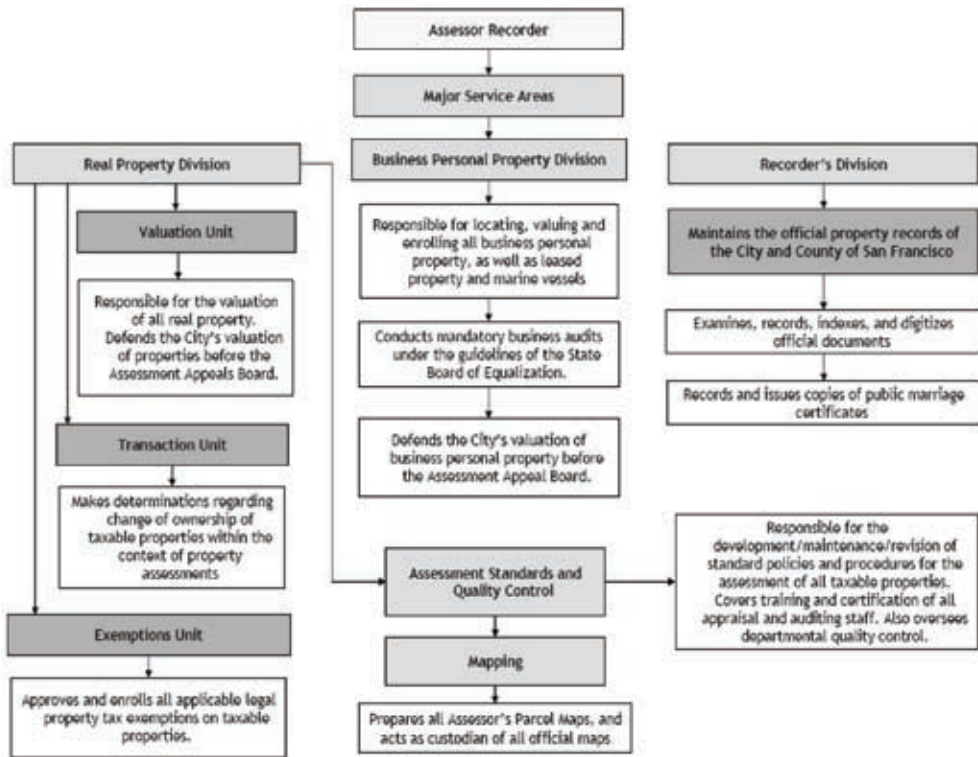 Assessor Recorder
Major Service Areas
Real Property Division
Business Personal Property Division
Recorder's Division
Valuation Unit
Responsible for the valuation
of all real property.
Defends the City's valuation
of properties before the
Assessment Appeals Board.
Transaction Unit
Makes determinations regarding
change of ownership of
taxable properties within the
context of property
assessments
Exemptions Unit
Approves and enrolls all applicable legal
property tax exemptions on taxable
properties.
Responsible for locating, valuing and
enrolling all business personal
property, as well as leased
property and marine vessels
Conducts mandatory business audits
under the guidelines of the State
Board of Equalization.
Defends the City's valuation of
business personal property before
the Assessment Appeal Board.
Maintains the official property records
of the City and County of San Francisco
Examines, records, indexes, and digitizes
official documents
Records and issues copies of public marriage
certificates
Assessment Standards and
Quality Control
Responsible for the
development/maintenance/revision of
standard policies and procedures for the
assessment of all taxable properties.
Covers training and certification of all
appraisal and auditing staff. Also oversees
departmental quality control.
Mapping
Prepares all Assessor's Parcel Maps, and
acts as custodian of all official maps